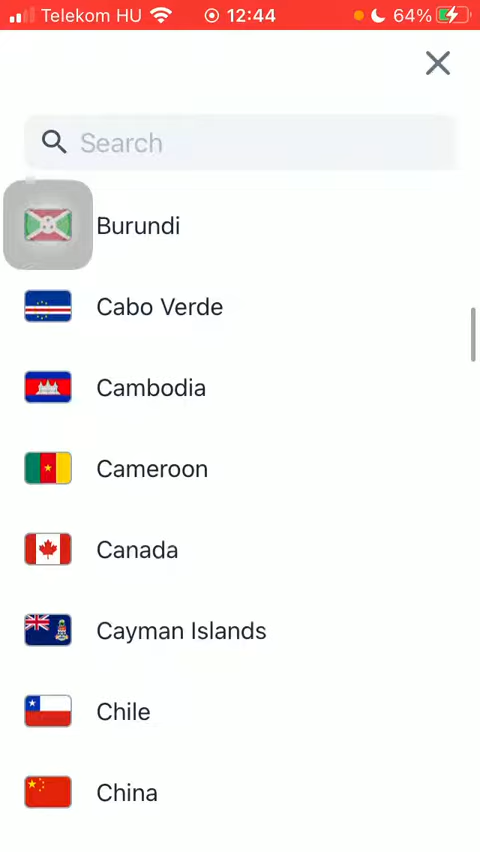 Telekom HU 12:44 64%
Search
Burundi
Cabo Verde
Cambodia
Cameroon
Canada
Cayman Islands
Chile
China